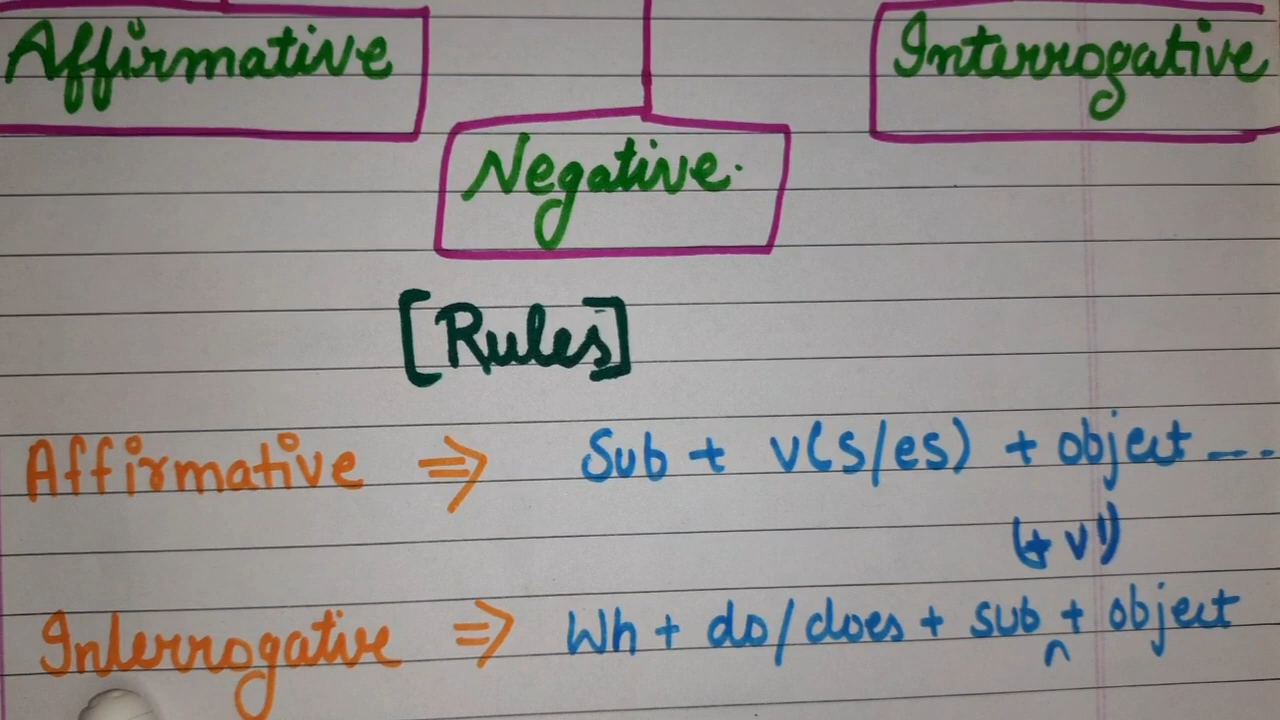 Affirmative
Interrogative
Negative.
[Rules]
Affirmative ⇒ Sub + v(s/es) + object ....
(+ v1)
Interrogative ⇒ Wh + do/does + sub ^ + object